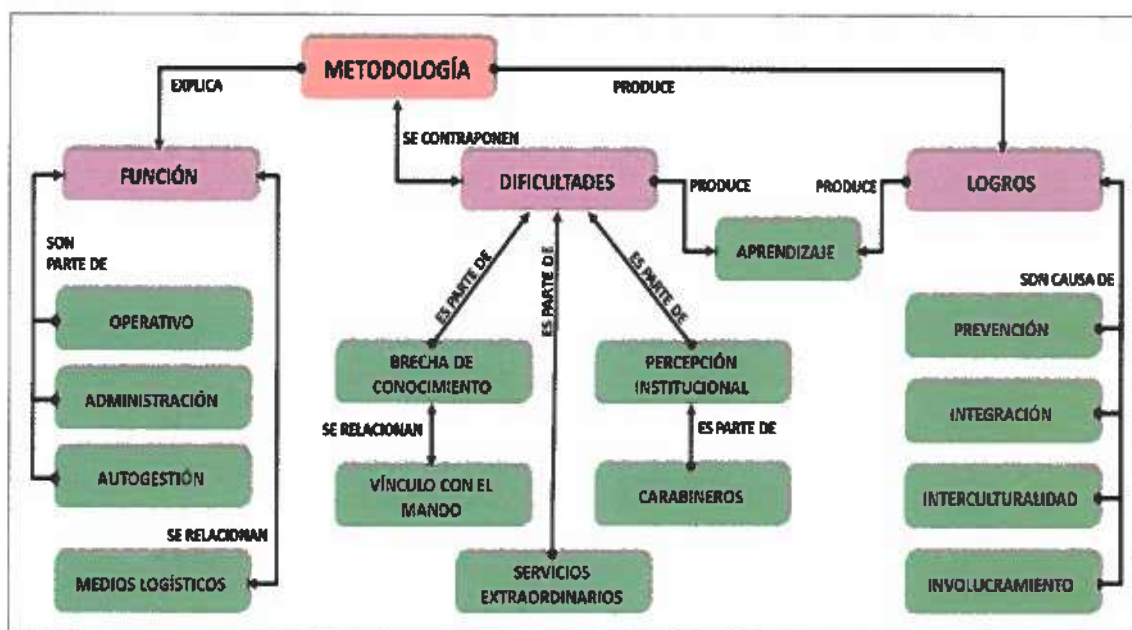 METODOLOGÍA
EXPLICA
PRODUCE
SE CONTRAPONEN
FUNCIÓN
DIFICULTADES
PRODUCE
PRODUCE
LOGROS
APRENDIZAJE
SON
PARTE DE
ES PARTE DE
ES PARTE DE
ES PARTE DE
SON CAUSA DE
OPERATIVO
BRECHA DE
CONOCIMIENTO
PERCEPCIÓN
INSTITUCIONAL
PREVENCIÓN
ADMINISTRACIÓN
INTEGRACIÓN
SE RELACIONAN
ES PARTE DE
AUTOGESTIÓN
VÍNCULO CON EL
MANDO
CARABINEROS
INTERCULTURALIDAD
SE RELACIONAN
MEDIOS LOGÍSTICOS
SERVICIOS
EXTRAORDINARIOS
INVOLUCRAMIENTO